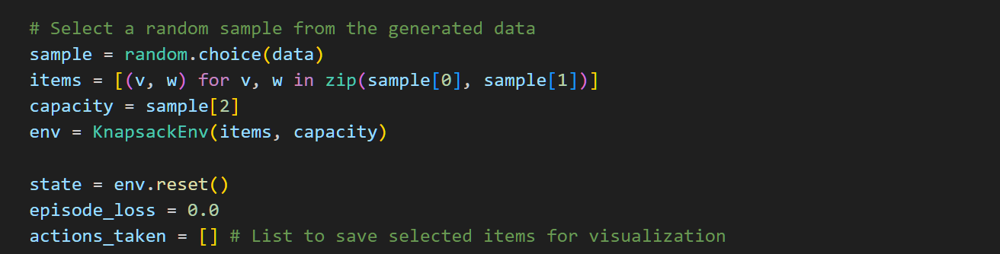 # Select a random sample from the generated data
sample = random.choice(data)
items = [(v, w) for v, w in zip(sample[0], sample[1])]
capacity = sample[2]
env = KnapsackEnv(items, capacity)
state = env.reset()
episode_loss = 0.0
actions_taken = [] # List to save selected items for visualization